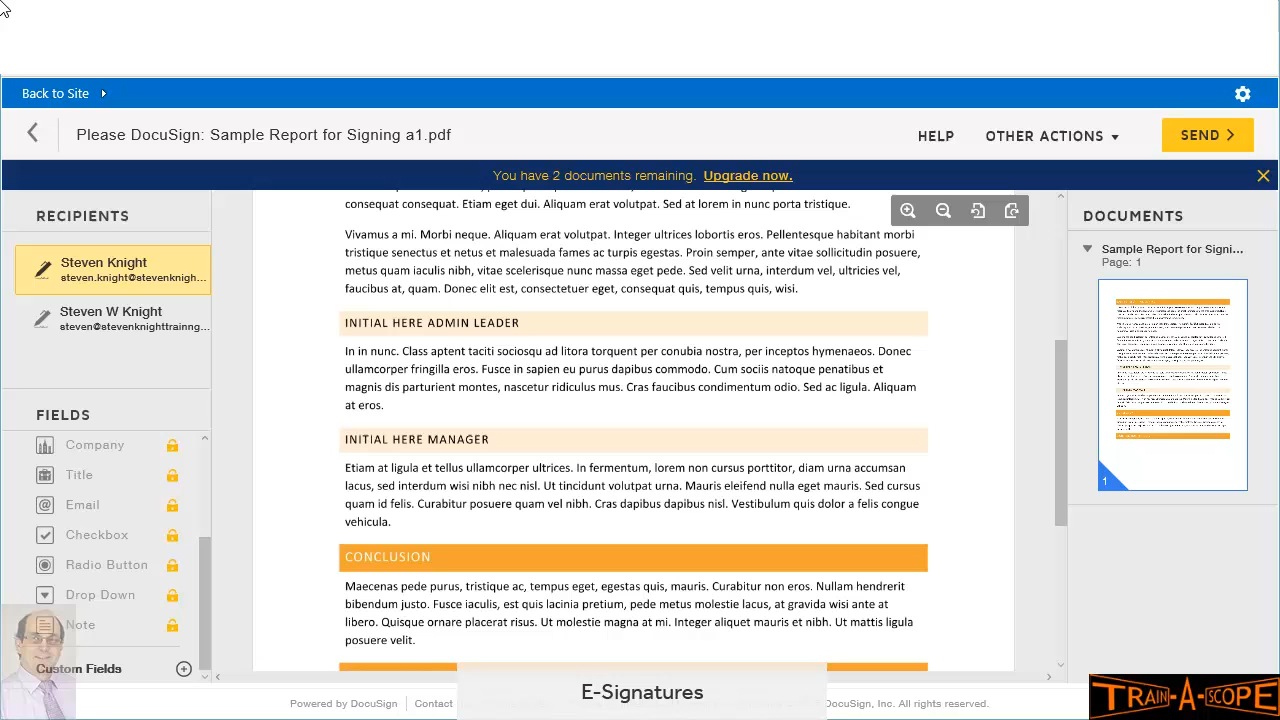 Back to Site
Please DocuSign: Sample Report for Signing a1.pdf
HELP
OTHER ACTIONS
SEND
You have 2 documents remaining. Upgrade now.
RECIPIENTS
Steven Knight
steven.knight@stevenknigh...
Steven W Knight
steven@stevenknighttrainng...
FIELDS
Company
Title
Email
Checkbox
Radio Button
Drop Down
Note
Custom Fields
consequat consequat. Etiam eget dui. Aliquam erat volutpat. Sed at lorem in nunc porta tristique.
Vivamus a mi. Morbi neque. Aliquam erat volutpat. Integer ultrices lobortis eros. Pellentesque habitant morbi
tristique senectus et netus et malesuada fames ac turpis egestas. Proin semper, ante vitae sollicitudin posuere,
metus quam iaculis nibh, vitae scelerisque nunc massa eget pede. Sed velit urna, interdum vel, ultricies vel,
faucibus at, quam. Donec elit est, consectetuer eget, consequat quis, tempus quis, wisi.
INITIAL HERE ADMIN LEADER
In in nunc. Class aptent taciti sociosqu ad litora torquent per conubia nostra, per inceptos hymenaeos. Donec
ullamcorper fringilla eros. Fusce in sapien eu purus dapibus commodo. Cum sociis natoque penatibus et
magnis dis parturient montes, nascetur ridiculus mus. Cras faucibus condimentum odio. Sed ac ligula. Aliquam
at eros.
INITIAL HERE MANAGER
Etiam at ligula et tellus ullamcorper ultrices. In fermentum, lorem non cursus porttitor, diam urna accumsan
lacus, sed interdum wisi nibh nec nisl. Ut tincidunt volutpat urna. Mauris eleifend nulla eget mauris. Sed cursus
quam id felis. Curabitur posuere quam vel nibh. Cras dapibus dapibus nisl. Vestibulum quis dolor a felis congue
vehicula.
CONCLUSION
Maecenas pede purus, tristique ac, tempus eget, egestas quis, mauris. Curabitur non eros. Nullam hendrerit
bibendum justo. Fusce iaculis, est quis lacinia pretium, pede metus molestie lacus, at gravida wisi ante at
libero. Quisque ornare placerat risus. Ut molestie magna at mi. Integer aliquet mauris et nibh. Ut mattis ligula
posuere velit.
DOCUMENTS
Sample Report for Signi...
Page: 1
1
Powered by DocuSign
Contact
E-Signatures
DocuSign, Inc. All rights reserved.
TRAIN-A-SCOPE